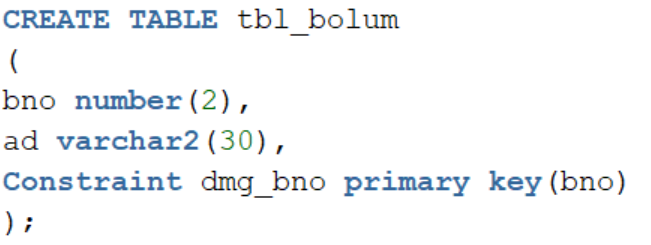 CREATE TABLE tbl_bolum
(
bno number(2),
ad varchar2(30),
Constraint dmg_bno primary key(bno)
);